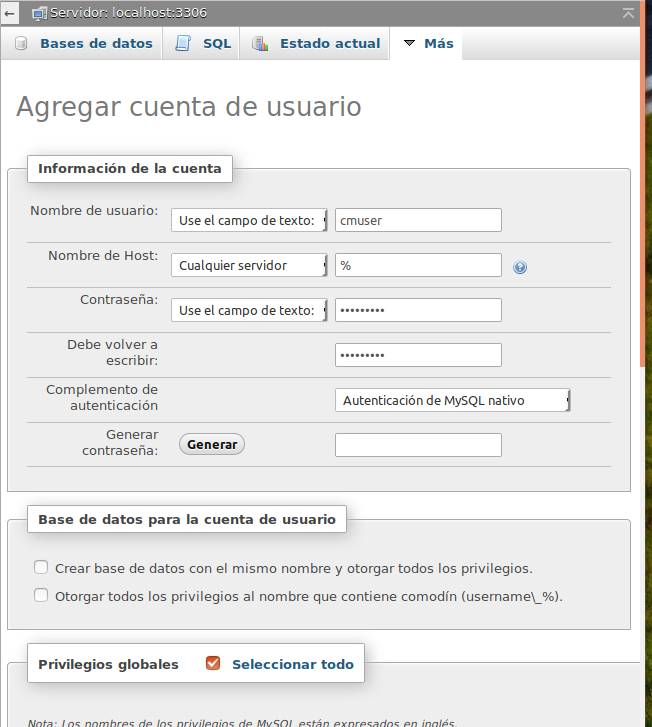 Servidor: localhost:3306
Bases de datos SQL Estado actual Más
Agregar cuenta de usuario
Información de la cuenta
Nombre de usuario: Use el campo de texto: cmuser
Nombre de Host: Cualquier servidor %
Contraseña: Use el campo de texto: •••••••••
Debe volver a
escribir: •••••••••
Complemento de
autenticación Autenticación de MySQL nativo
Generar
contraseña: Generar
Base de datos para la cuenta de usuario
Crear base de datos con el mismo nombre y otorgar todos los privilegios.
Otorgar todos los privilegios al nombre que contiene comodín (username\_%).
Privilegios globales Seleccionar todo
Nota: Los nombres de los privilegios de MySQL están expresados en inglés.